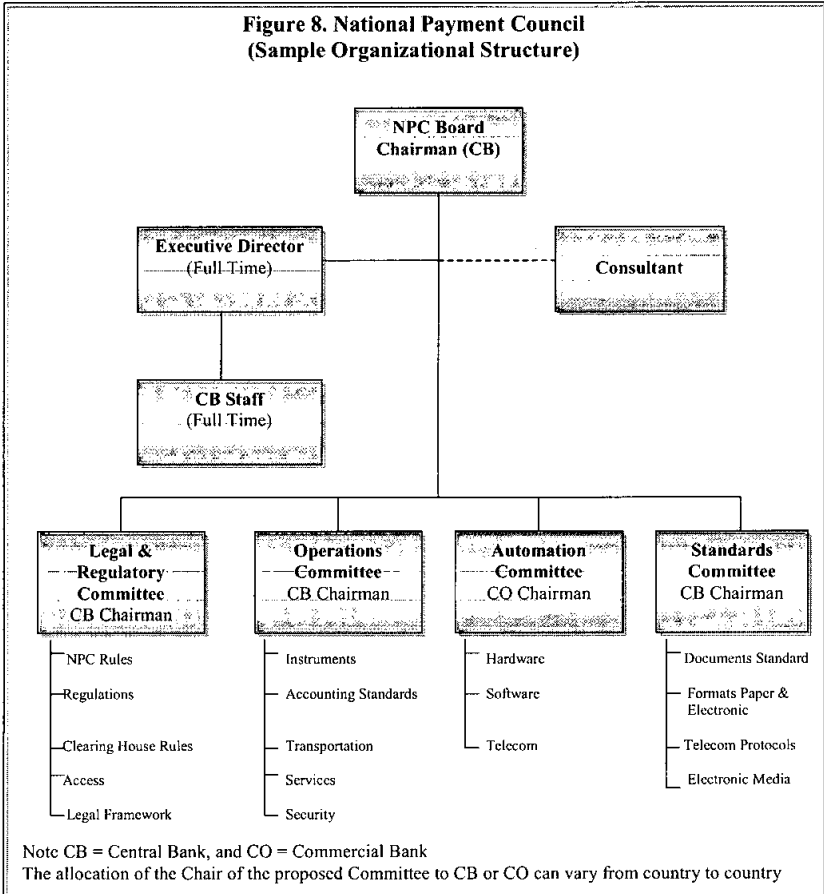 Figure 8. National Payment Council
(Sample Organizational Structure)
NPC Board
Chairman (CB)
Executive Director
(Full Time)
Consultant
CB Staff
(Full Time)
Legal &
Regulatory
Committee
CB Chairman
Operations
Committee
CB Chairman
Automation
Committee
CO Chairman
Standards
Committee
CB Chairman
NPC Rules
Regulations
Clearing House Rules
Access
Legal Framework
Instruments
Accounting Standards
Transportation
Services
Security
Hardware
Software
Telecom
Documents Standard
Formats Paper &
Electronic
Telecom Protocols
Electronic Media
Note CB = Central Bank, and CO = Commercial Bank
The allocation of the Chair of the proposed Committee to CB or CO can vary from country to country